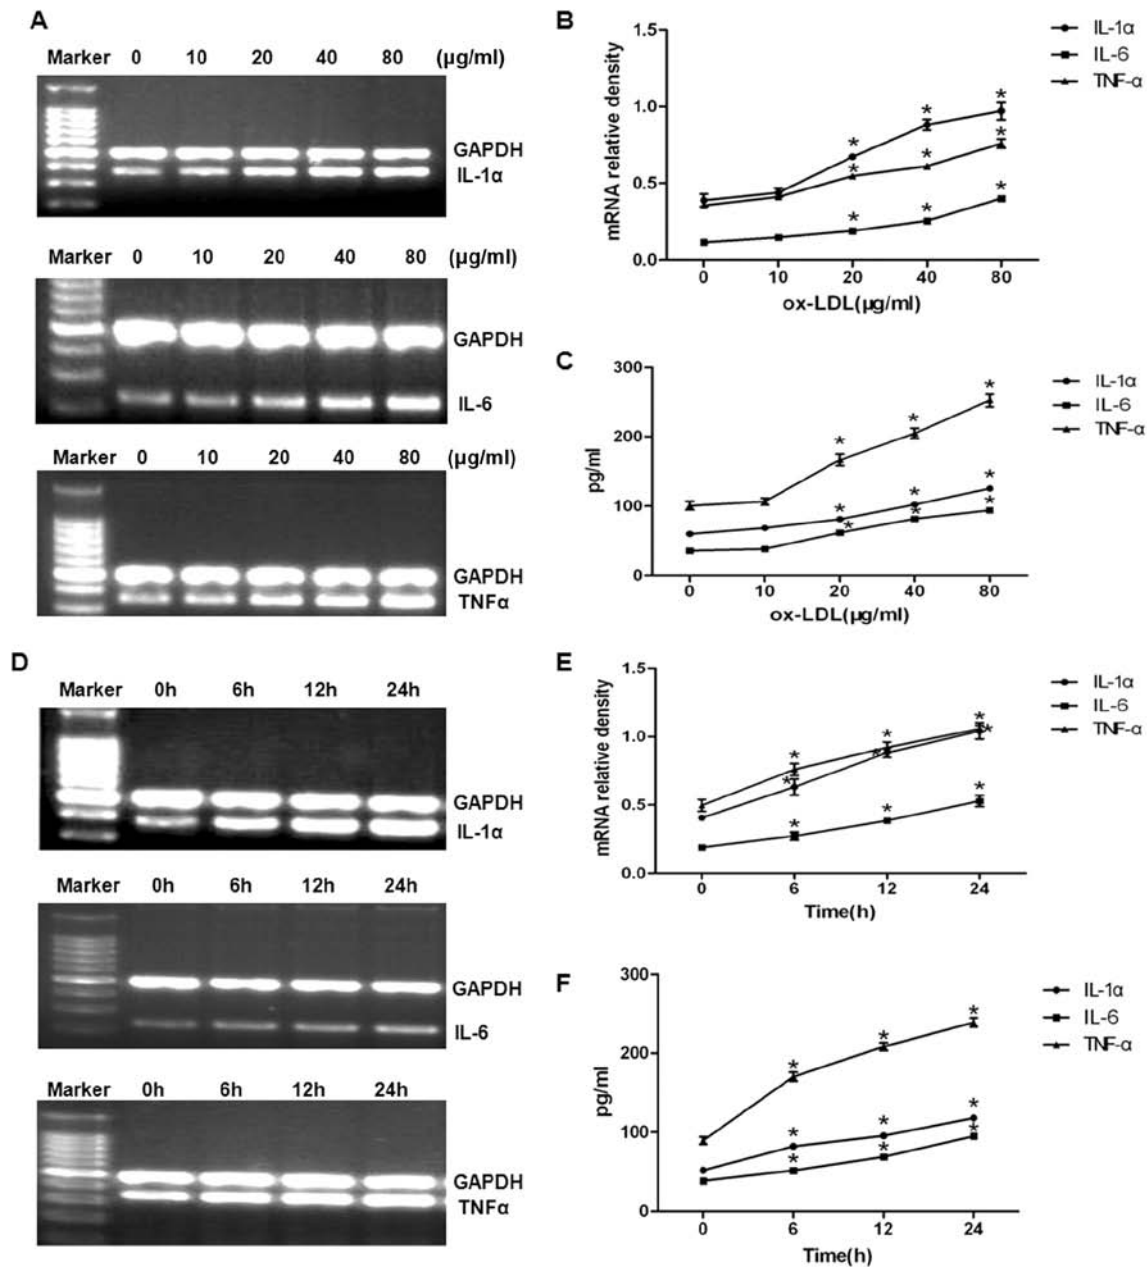 A
Marker 0 10 20 40 80 (µg/ml)
GAPDH
IL-1α
Marker 0 10 20 40 80 (µg/ml)
GAPDH
IL-6
Marker 0 10 20 40 80 (µg/ml)
GAPDH
TNFα
B
IL-1α
IL-6
TNF-α
mRNA relative density
1.5
1.0
0.5
0.0
* * *
* * *
* * *
0 10 20 40 80
ox-LDL(µg/ml)
C
IL-1α
IL-6
TNF-α
pg/ml
300
200
100
0
* * *
* * *
* * *
0 10 20 40 80
ox-LDL(µg/ml)
D
Marker 0h 6h 12h 24h
GAPDH
IL-1α
Marker 0h 6h 12h 24h
GAPDH
IL-6
Marker 0h 6h 12h 24h
GAPDH
TNFα
E
IL-1α
IL-6
TNF-α
mRNA relative density
1.5
1.0
0.5
0.0
* * *
* * *
* * *
0 6 12 24
Time(h)
F
IL-1α
IL-6
TNF-α
pg/ml
300
200
100
0
* * *
* * *
* * *
0 6 12 24
Time(h)